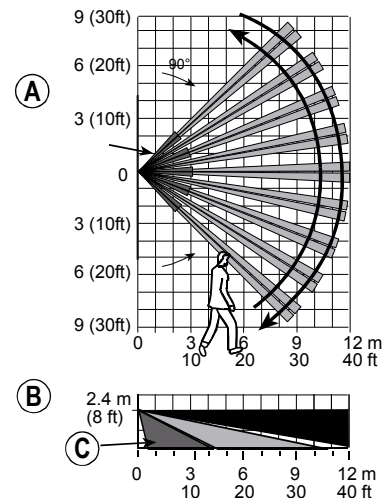 9 (30ft)
6 (20ft)
90°
A
3 (10ft)
0
3 (10ft)
6 (20ft)
9 (30ft)
0 3 6 9 12 m
10 20 30 40 ft
B
2.4 m
(8 ft)
C
0 3 6 9 12 m
10 20 30 40 ft